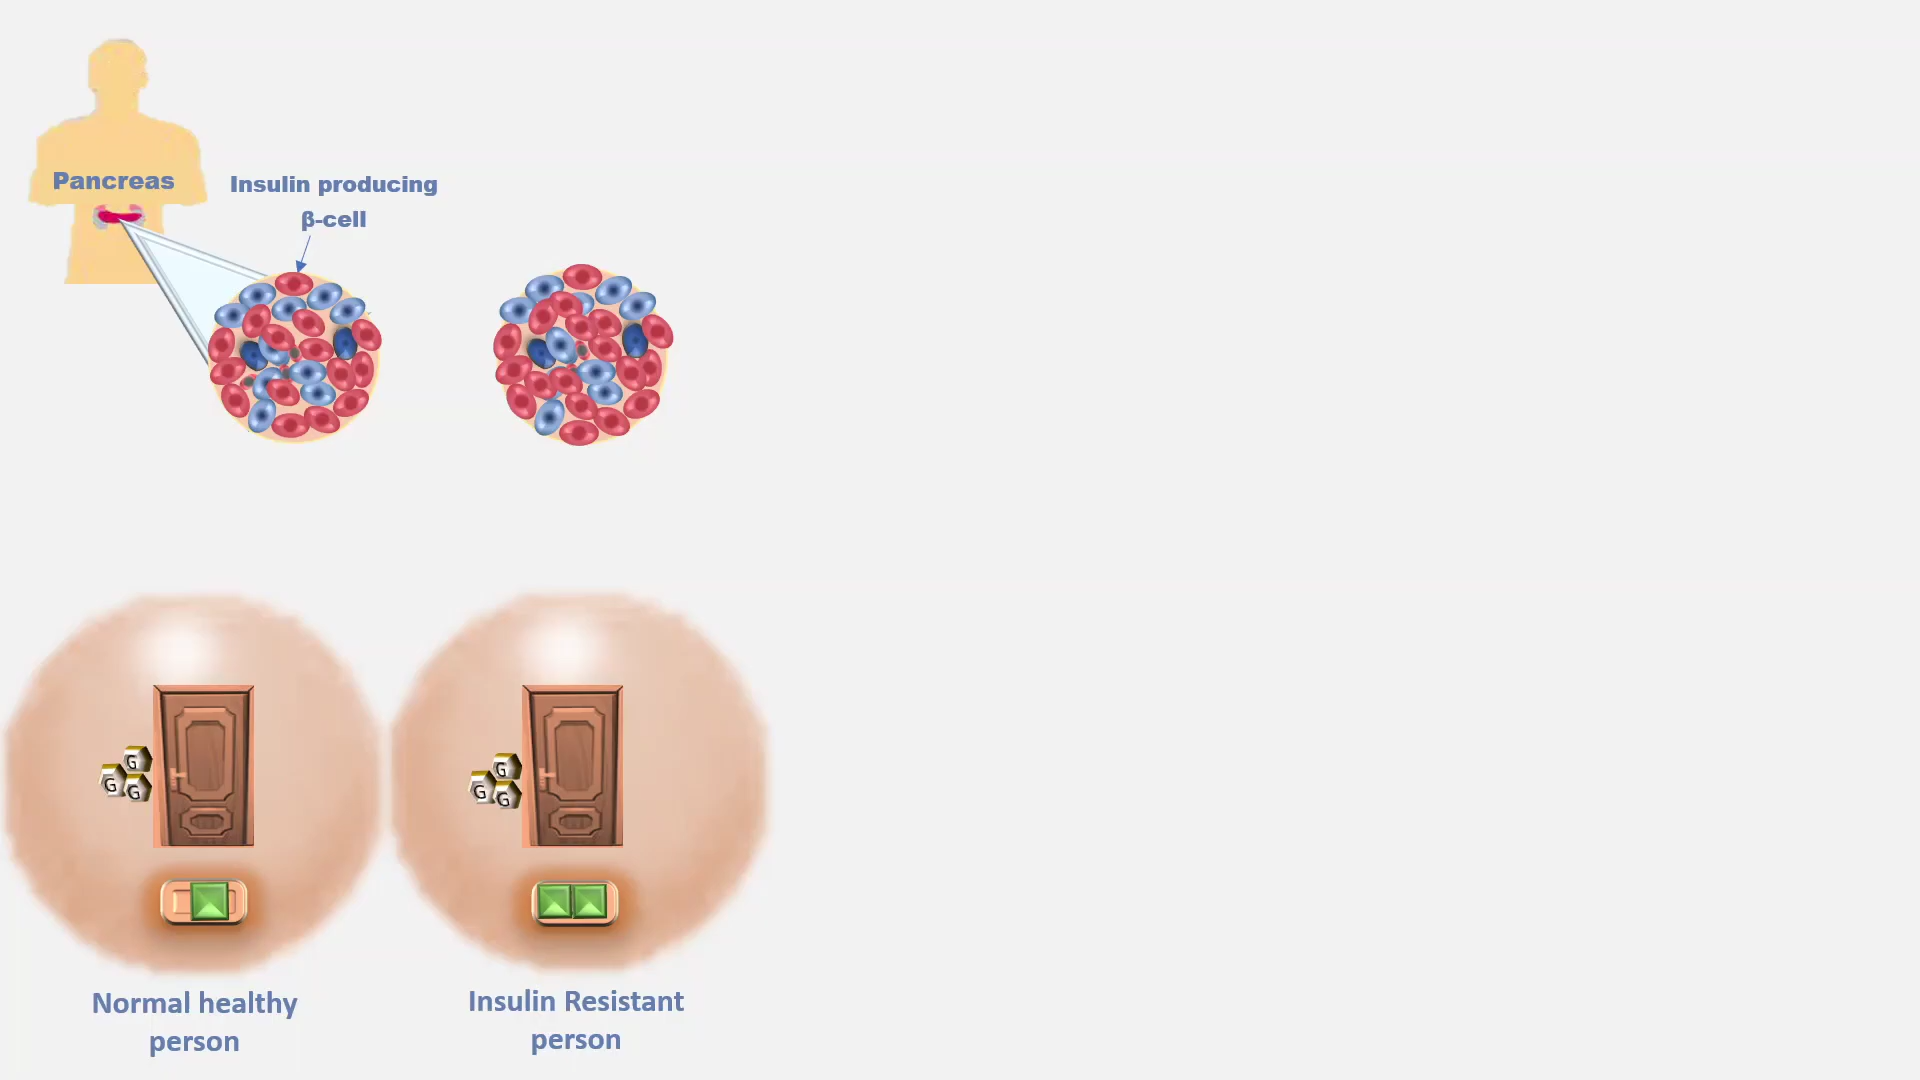 Pancreas
Insulin producing
β-cell
G
G
G
G
G
G
Normal healthy
person
Insulin Resistant
person